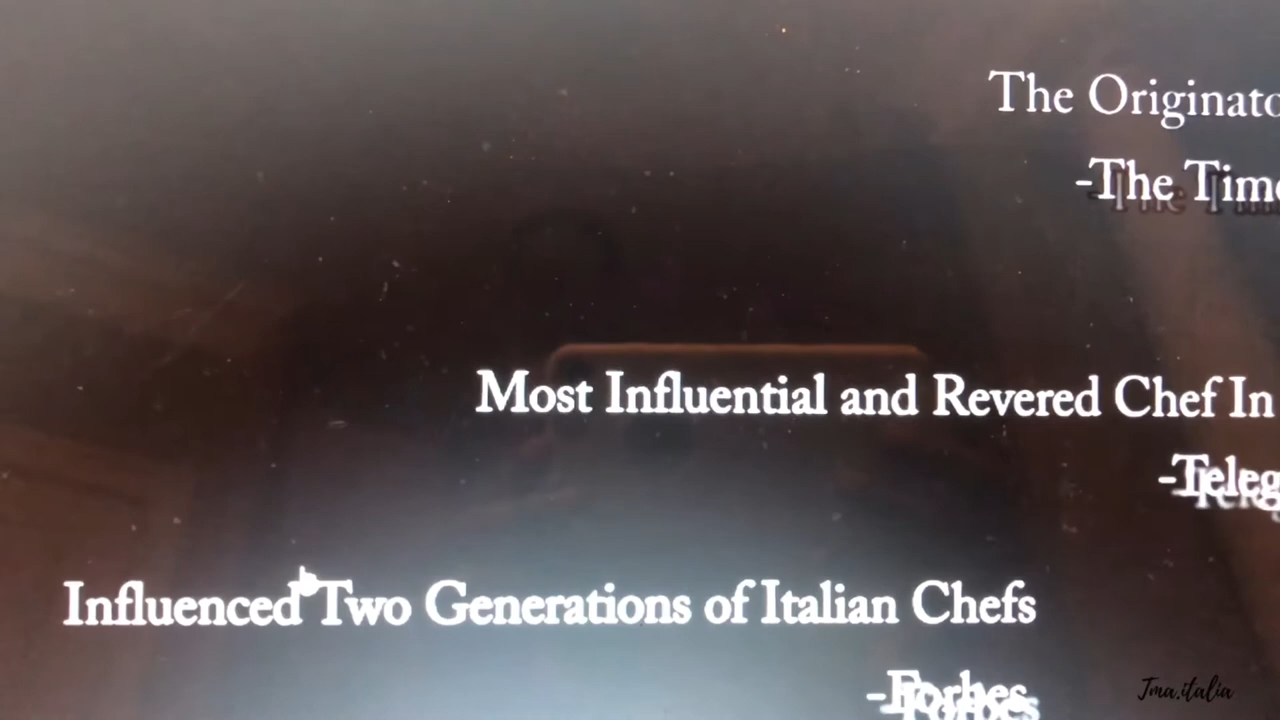 The Originato
-The Time
Most Influential and Revered Chef In
-Teleg
Influenced Two Generations of Italian Chefs
-Forbes
Tma.italia